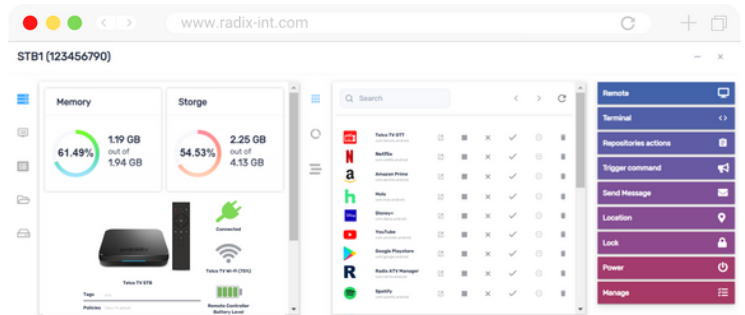 www.radix-int.com
STB1 (123456790)
Memory
61.49%
1.19 GB
out of
1.94 GB
Storge
54.53%
2.25 GB
out of
4.13 GB
Connected
Telus TV Wi-Fi (75%)
Telus TV STB
Tags
Policies
Remote Controller
Battery Level
Search
Telus TV OTT
Netflix
Amazon Prime
Hulu
Disney+
YouTube
Google Playstore
Radix ATV Manager
Spotify
Remote
Terminal
Repositories actions
Trigger command
Send Message
Location
Lock
Power
Manage